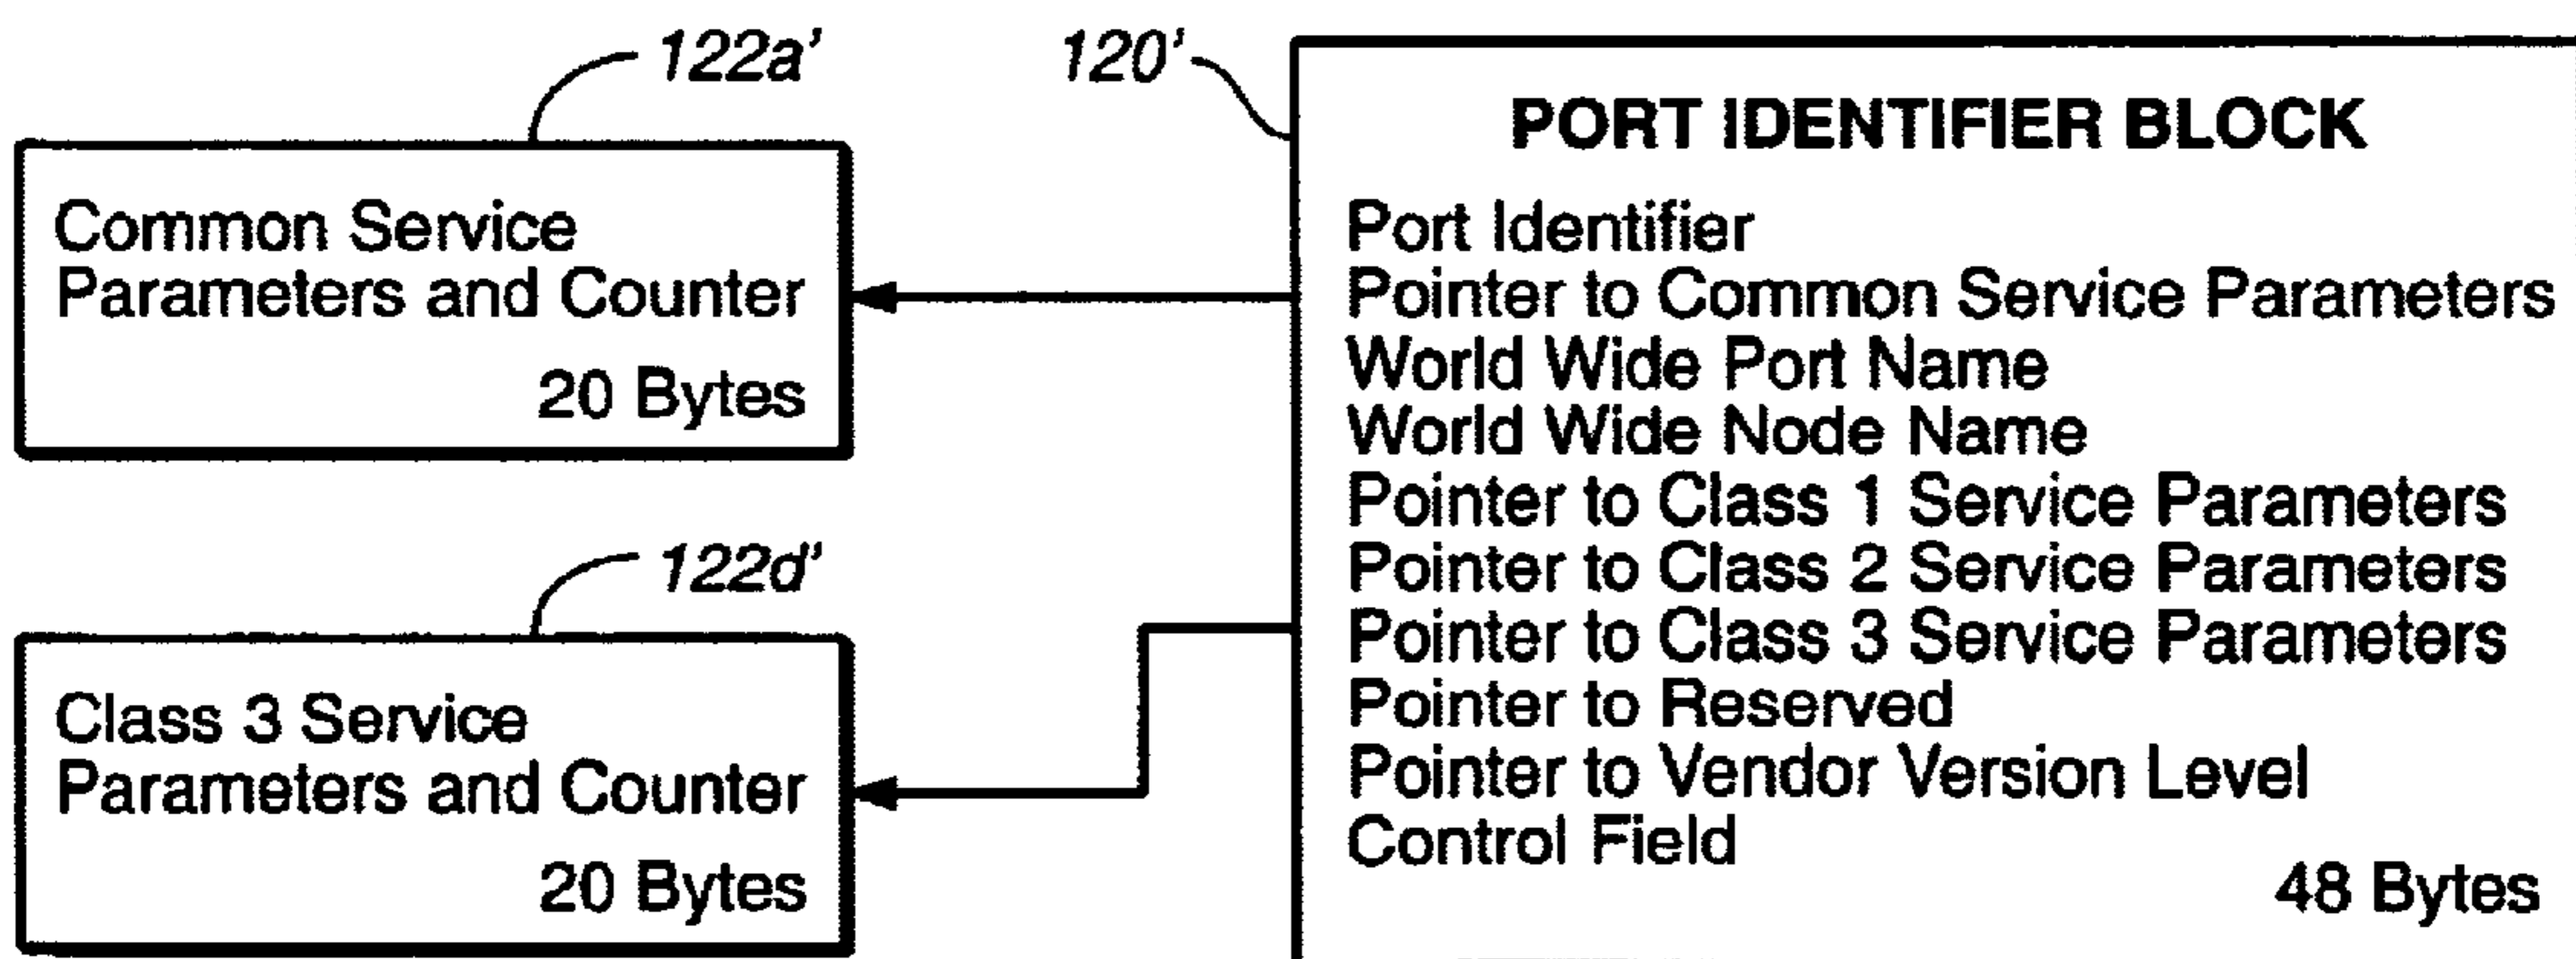 122a'
Common Service
Parameters and Counter
20 Bytes
122d"
Class 3 Service
Parameters and Counter
20 Bytes
120'
PORT IDENTIFIER BLOCK
Port Identifier
Pointer to Common Service Parameters
World Wide Port Name
World Wide Node Name
Pointer to Class 1 Service Parameters
Pointer to Class 2 Service Parameters
Pointer to Class 3 Service Parameters
Pointer to Reserved
Pointer to Vendor Version Level
Control Field
48 Bytes